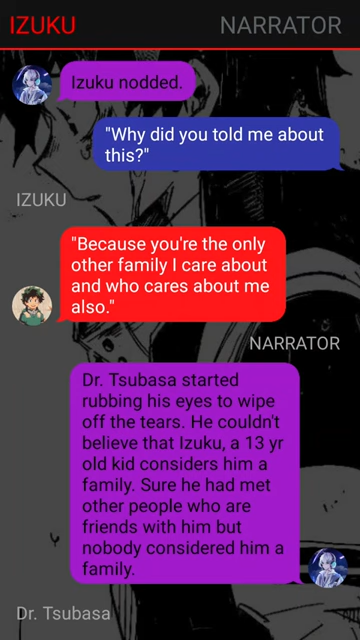 IZUKU NARRATOR
Izuku nodded.
"Why did you told me about
this?"
IZUKU
"Because you're the only
other family I care about
and who cares about me
also."
NARRATOR
Dr. Tsubasa started
rubbing his eyes to wipe
off the tears. He couldn't
believe that Izuku, a 13 yr
old kid considers him a
family. Sure he had met
other people who are
friends with him but
nobody considered him a
family.
Dr. Tsubasa